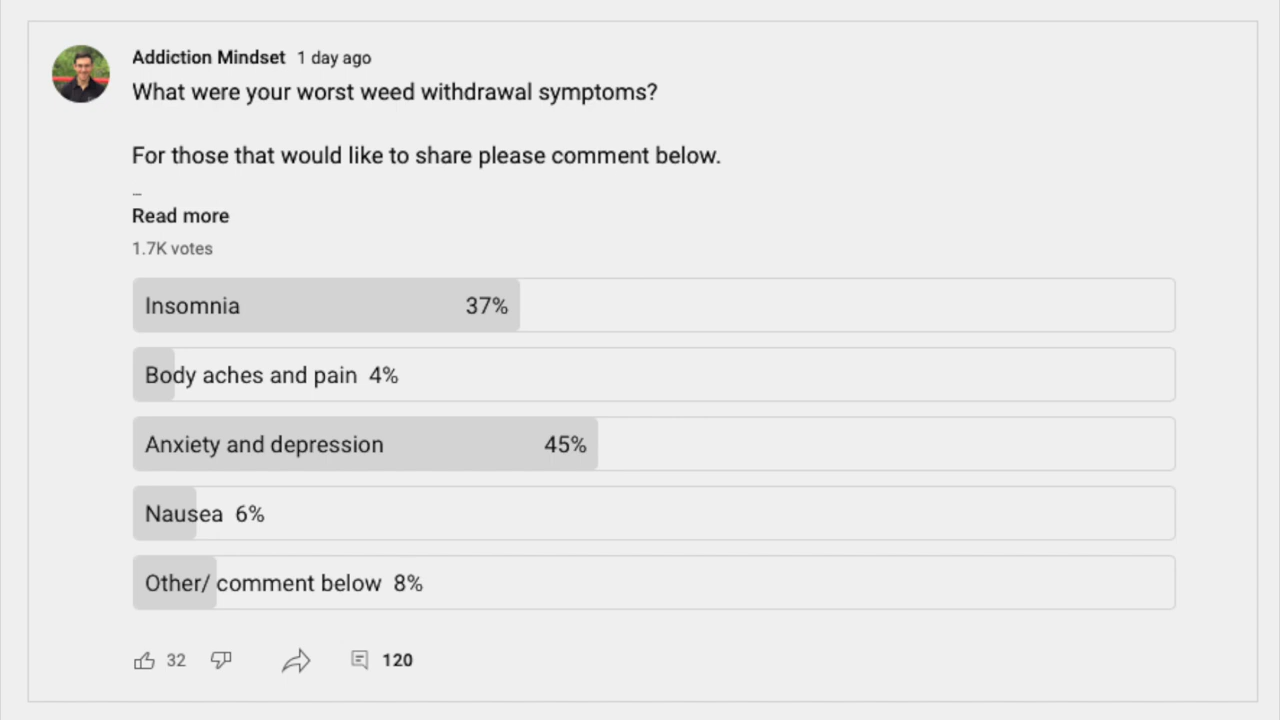 Addiction Mindset 1 day ago
What were your worst weed withdrawal symptoms?
For those that would like to share please comment below.
...
Read more
1.7K votes
Insomnia 37%
Body aches and pain 4%
Anxiety and depression 45%
Nausea 6%
Other/ comment below 8%
32 120